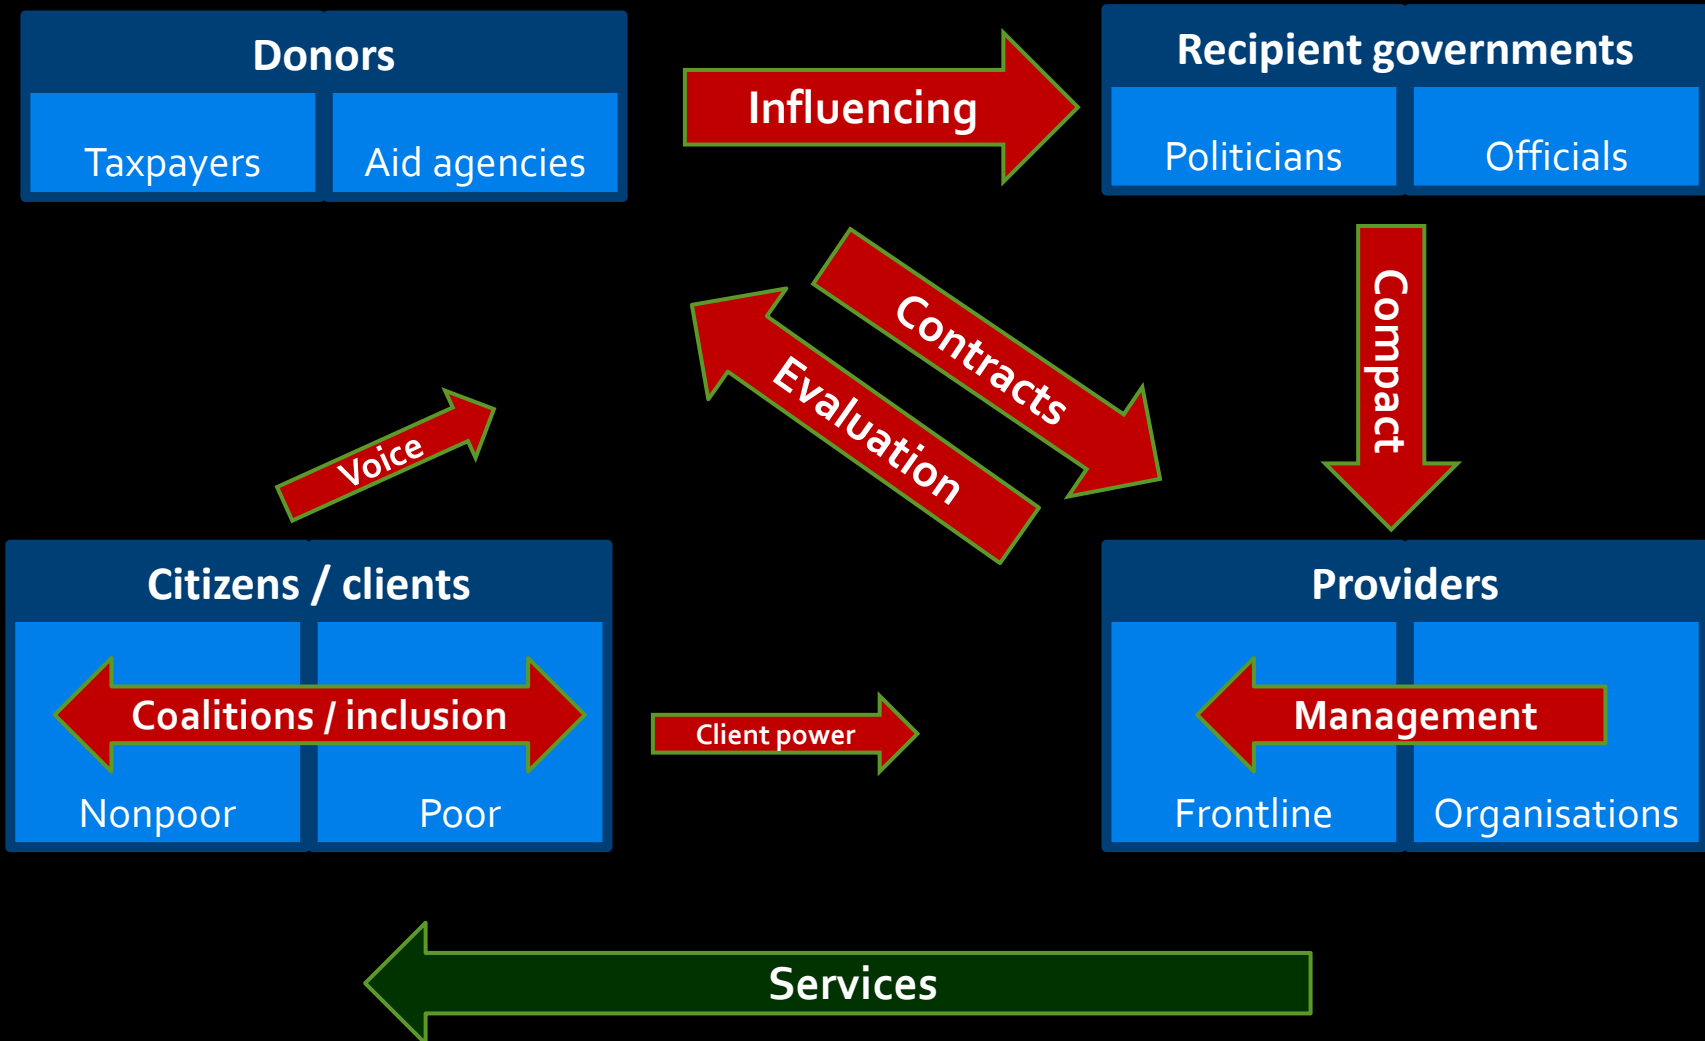 Donors
Taxpayers
Aid agencies
Influencing
Recipient governments
Politicians
Officials
Contracts
Evaluation
Compact
Voice
Citizens / clients
Coalitions / inclusion
Nonpoor
Poor
Client power
Providers
Management
Frontline
Organisations
Services